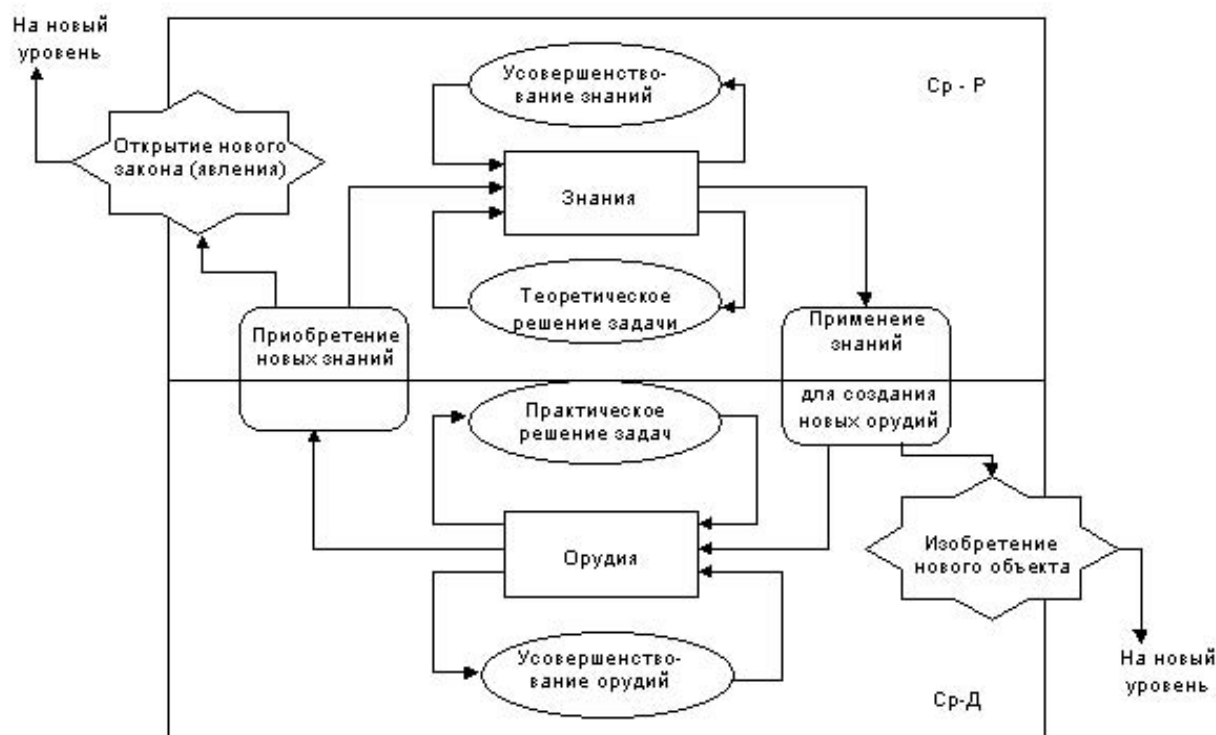 На новый
уровень
Усовершенство-
вание знаний
Ср - Р
Открытие нового
закона (явления)
Знания
Теоретическое
решение задачи
Приобретение
новых знаний
Применеие
знаний
для создания
новых орудий
Практическое
решение задач
Орудия
Изобретение
нового объекта
Усовершенство-
вание орудий
На новый
уровень
Ср-Д